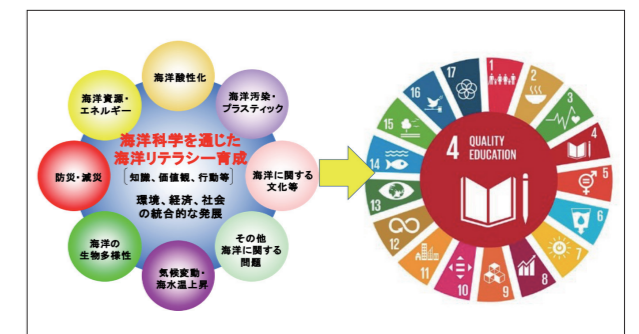 海洋酸性化
海洋汚染・
プラスティック
海洋に関する
文化等
その他
海洋に関する
問題
気候変動・
海水温上昇
海洋の
生物多様性
防災・減災
海洋資源・
エネルギー
海洋科学を通じた
海洋リテラシー育成
知識、価値観、行動等
環境、経済、社会
の統合的な発展
4 QUALITY
EDUCATION
1
2
3
4
5
6
7
8
9
10
11
12
13
14
15
16
17